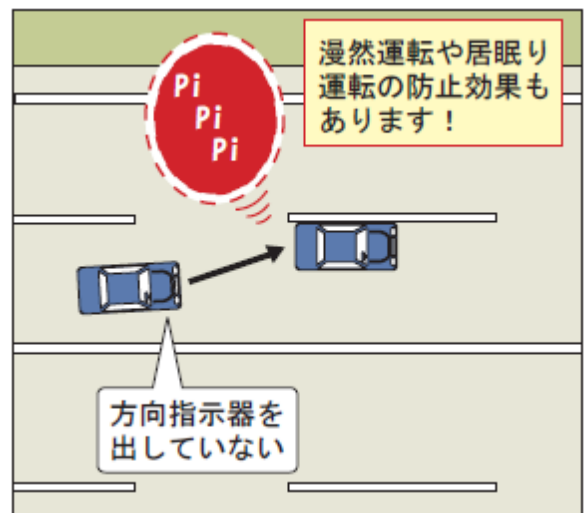 Pi
Pi
Pi
漫然運転や居眠り
運転の防止効果も
あります！
方向指示器を
出していない